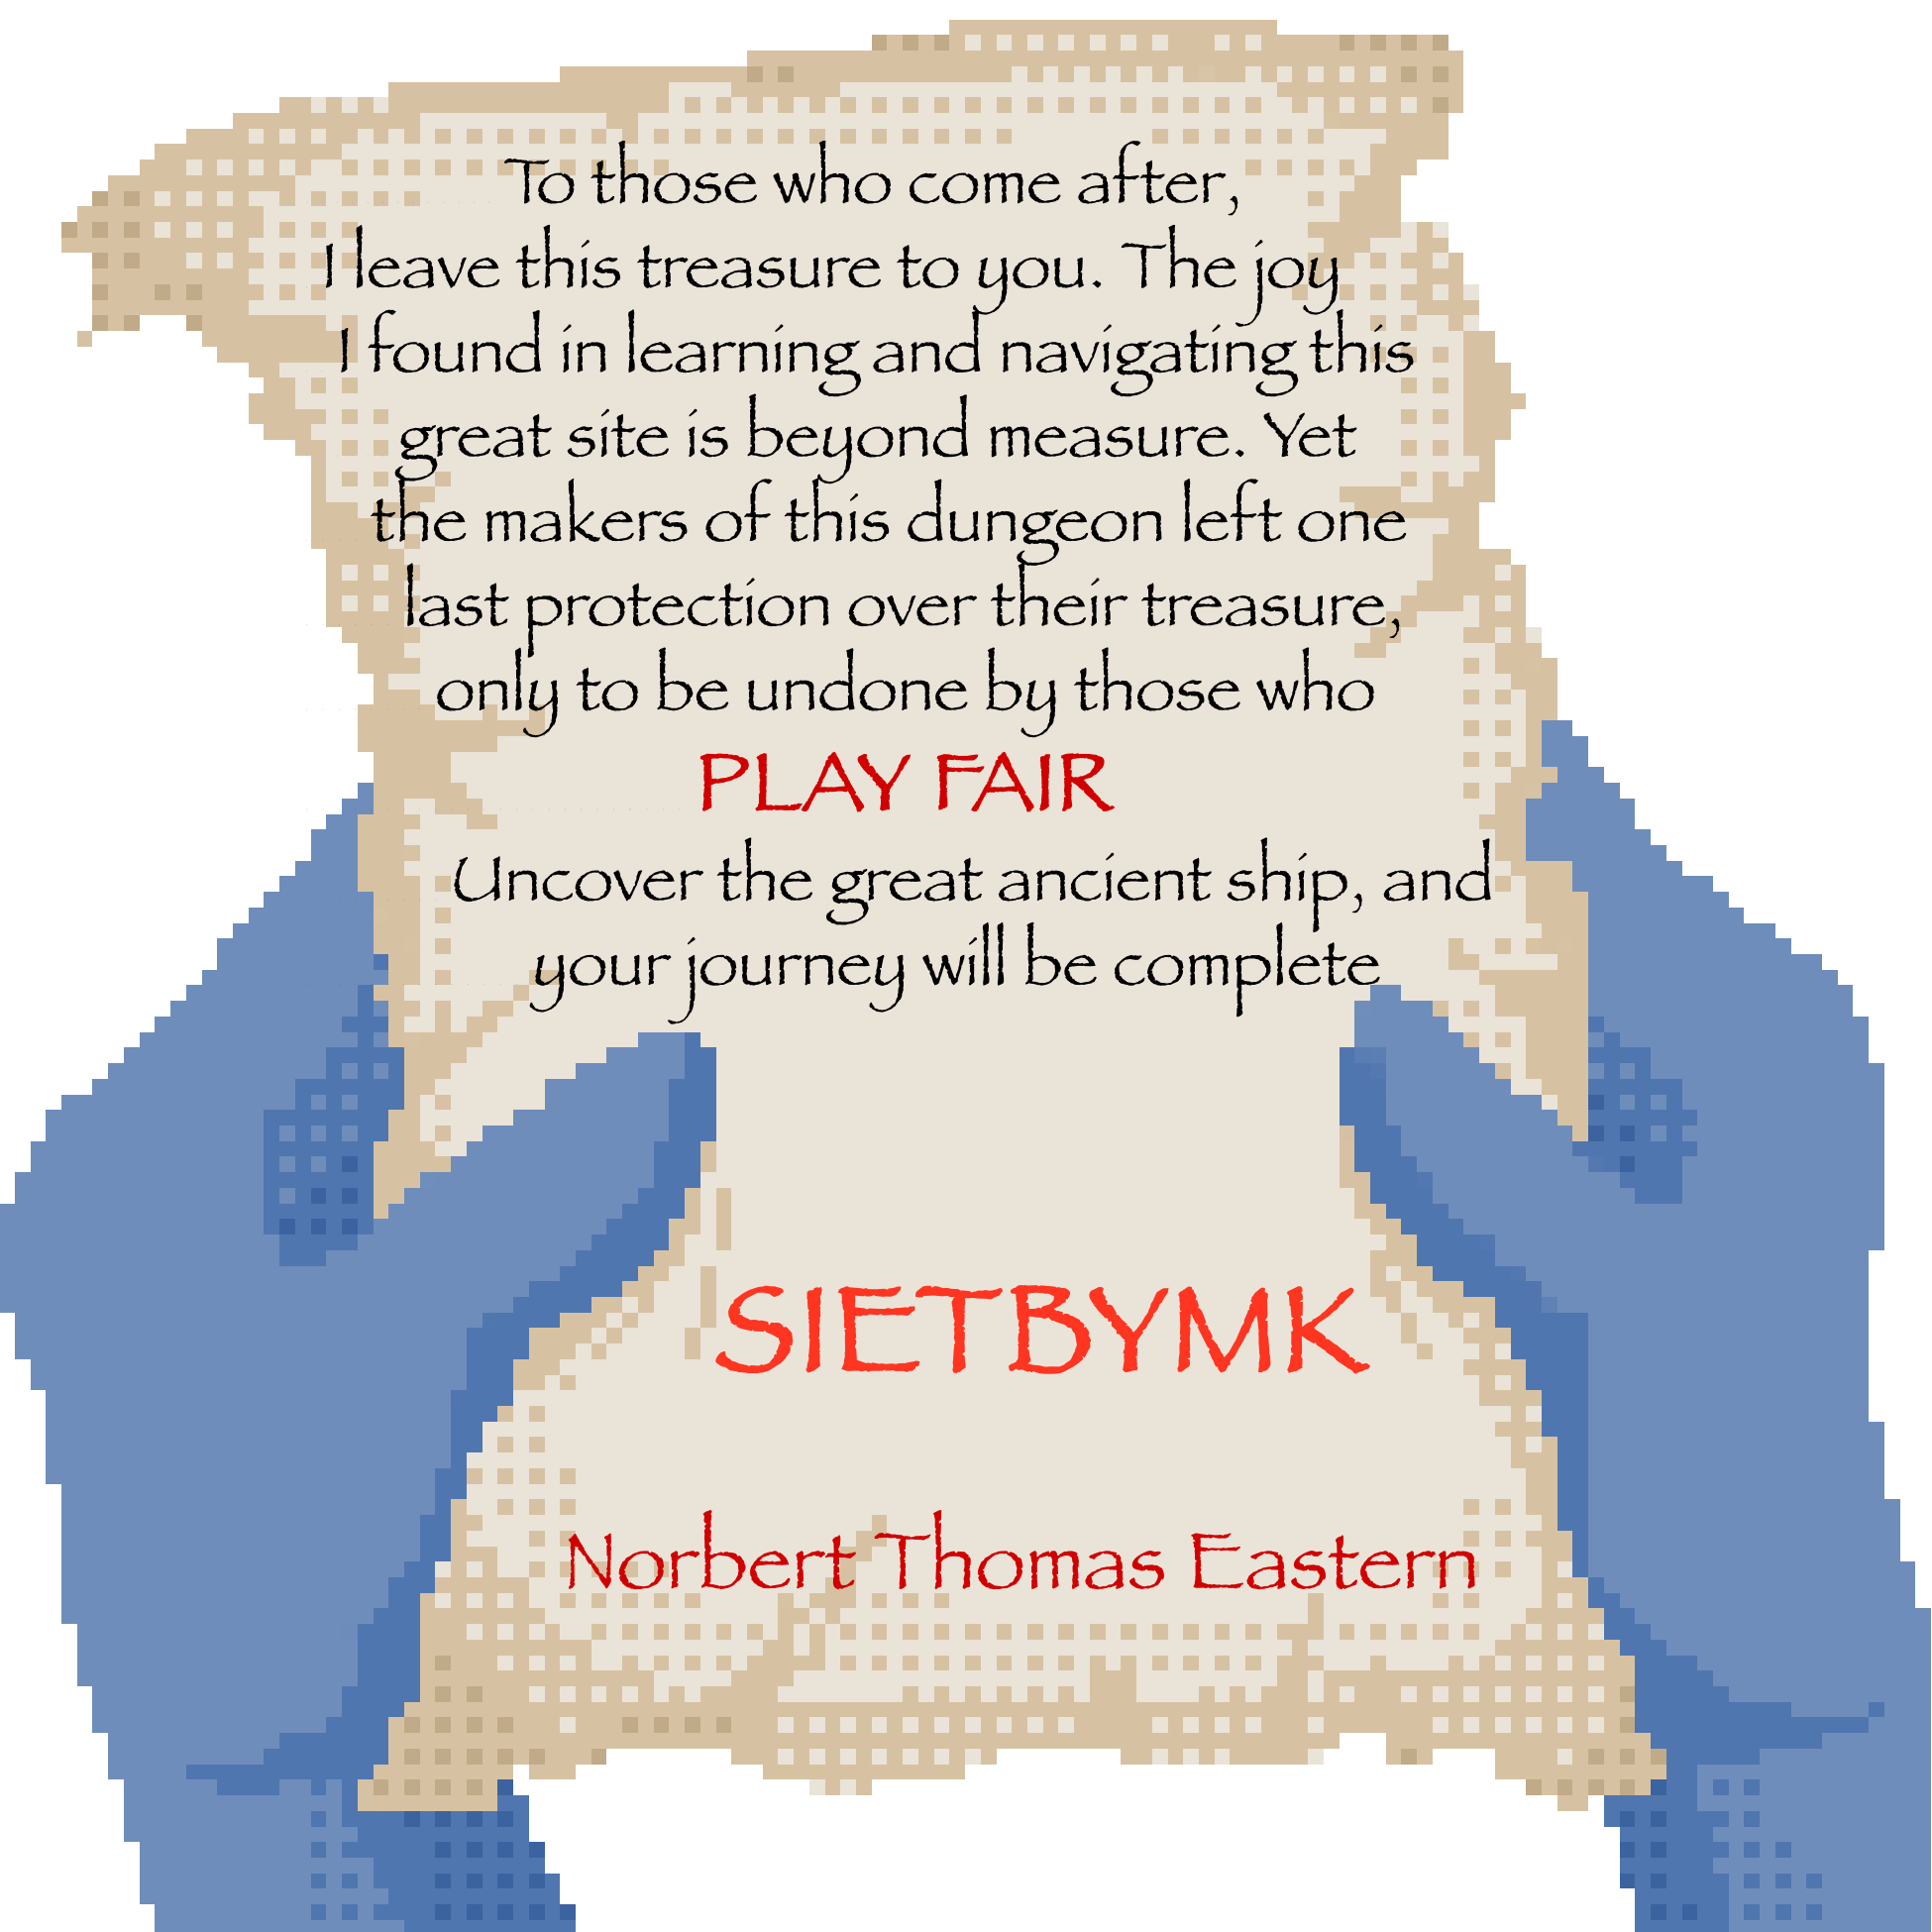 To those who come after,
I leave this treasure to you. The joy
I found in learning and navigating this
great site is beyond measure. Yet
the makers of this dungeon left one
last protection over their treasure,
only to be undone by those who
PLAY FAIR
Uncover the great ancient ship, and
your journey will be complete
SIETBYMK
Norbert Thomas Eastern